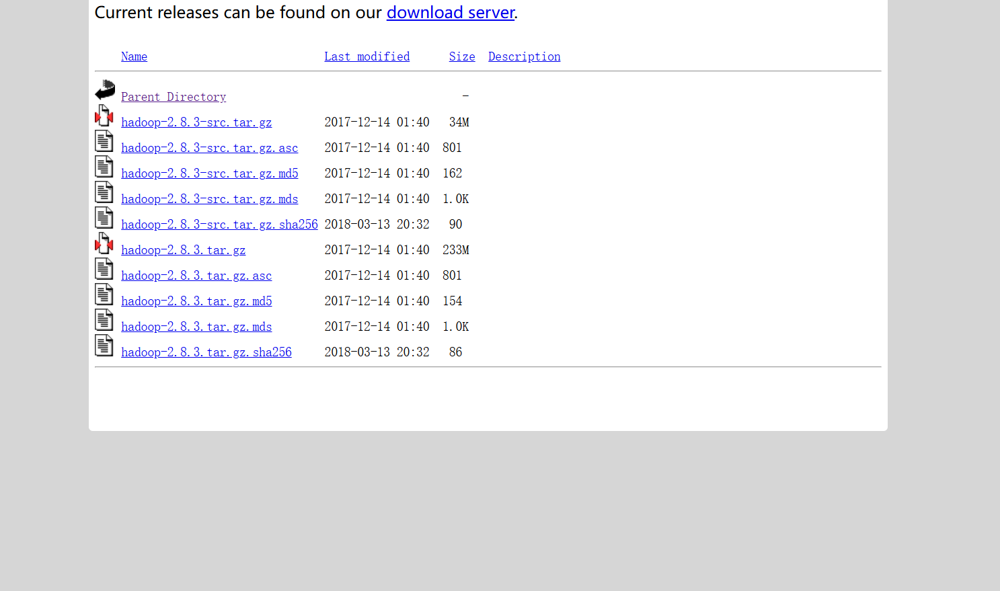 Current releases can be found on our download server.
Name Last modified Size Description
Parent Directory -
hadoop-2.8.3-src.tar.gz 2017-12-14 01:40 34M
hadoop-2.8.3-src.tar.gz.asc 2017-12-14 01:40 801
hadoop-2.8.3-src.tar.gz.md5 2017-12-14 01:40 162
hadoop-2.8.3-src.tar.gz.mds 2017-12-14 01:40 1.0K
hadoop-2.8.3-src.tar.gz.sha256 2018-03-13 20:32 90
hadoop-2.8.3.tar.gz 2017-12-14 01:40 233M
hadoop-2.8.3.tar.gz.asc 2017-12-14 01:40 801
hadoop-2.8.3.tar.gz.md5 2017-12-14 01:40 154
hadoop-2.8.3.tar.gz.mds 2017-12-14 01:40 1.0K
hadoop-2.8.3.tar.gz.sha256 2018-03-13 20:32 86